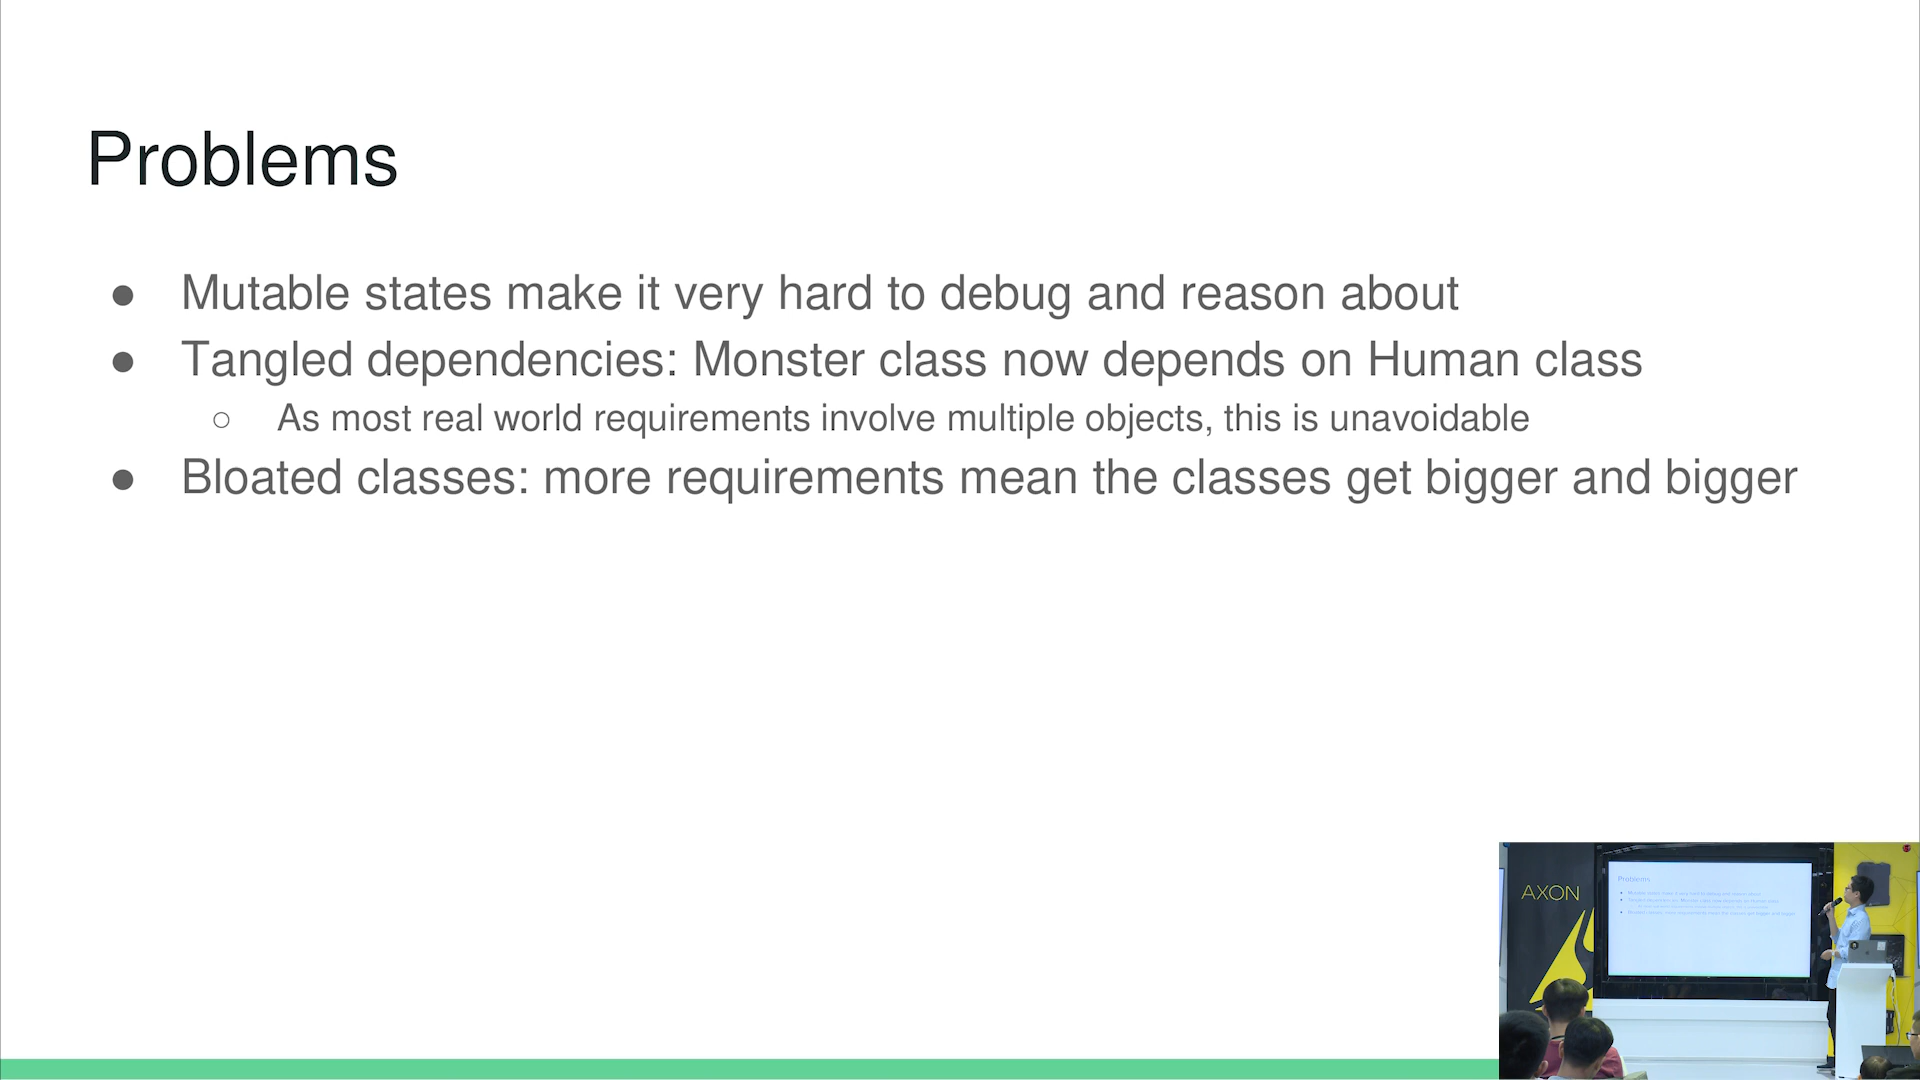 Problems
● Mutable states make it very hard to debug and reason about
● Tangled dependencies: Monster class now depends on Human class
○ As most real world requirements involve multiple objects, this is unavoidable
● Bloated classes: more requirements mean the classes get bigger and bigger
AXON
Problems